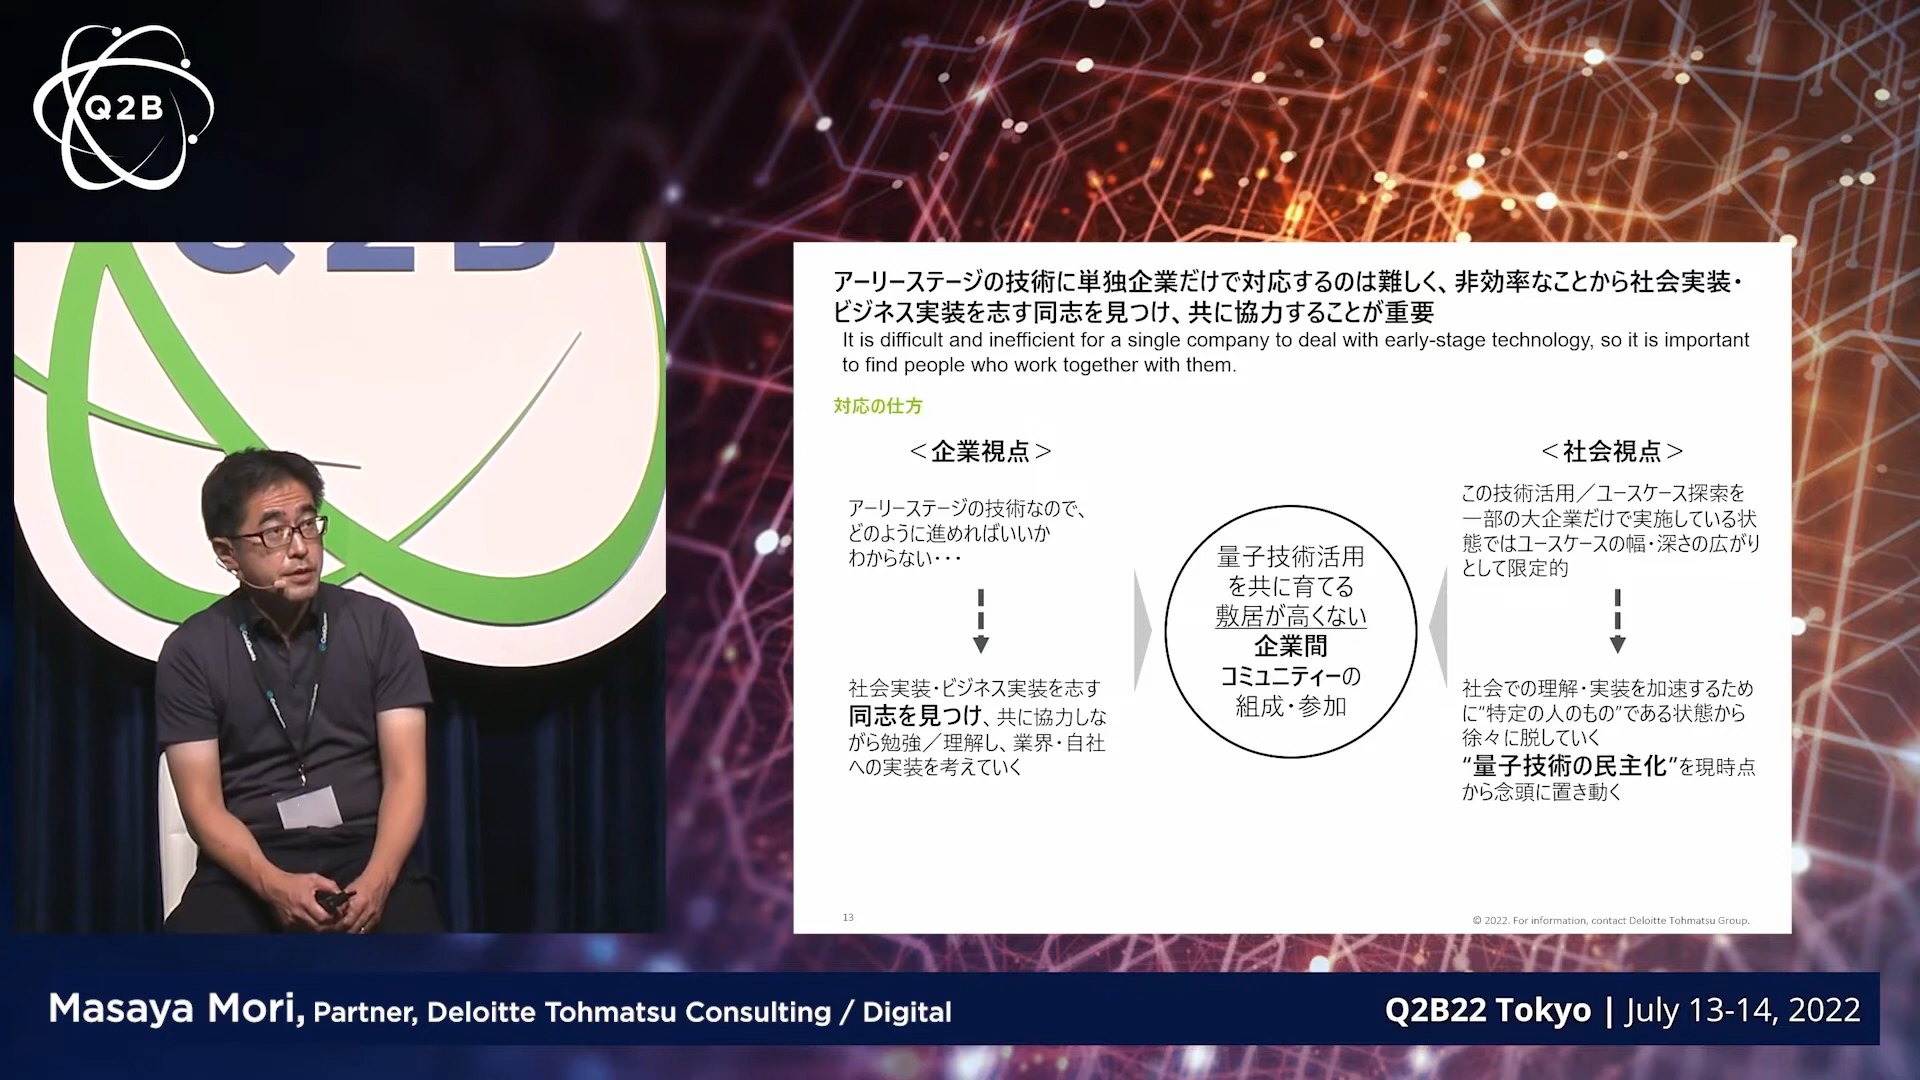 Q2B
Q2B
アーリーステージの技術に単独企業だけで対応するのは難しく、非効率なことから社会実装・
ビジネス実装を志す同志を見つけ、共に協力することが重要
It is difficult and inefficient for a single company to deal with early-stage technology, so it is important
to find people who work together with them.
対応の仕方
＜企業視点＞
アーリーステージの技術なので、
どのように進めればいいか
わからない・・・
社会実装・ビジネス実装を志す
同志を見つけ、共に協力しな
がら勉強／理解し、業界・自社
への実装を考えていく
量子技術活用
を共に育てる
敷居が高くない
企業間
コミュニティーの
組成・参加
＜社会視点＞
この技術活用／ユースケース探索を
一部の大企業だけで実施している状
態ではユースケースの幅・深さの広がり
として限定的
社会での理解・実装を加速するため
に“特定の人のもの”である状態から
徐々に脱していく
“量子技術の民主化”を現時点
から念頭に置き動く
13
© 2022. For information, contact Deloitte Tohmatsu Group.
Masaya Mori, Partner, Deloitte Tohmatsu Consulting / Digital
Q2B22 Tokyo | July 13-14, 2022